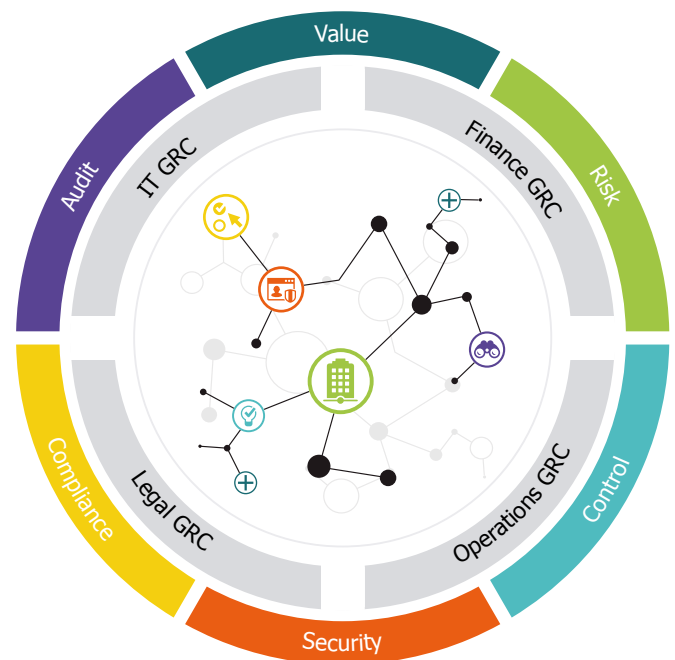 Value
Audit
IT GRC
Finance GRC
Risk
Compliance
Legal GRC
Operations GRC
Control
Security